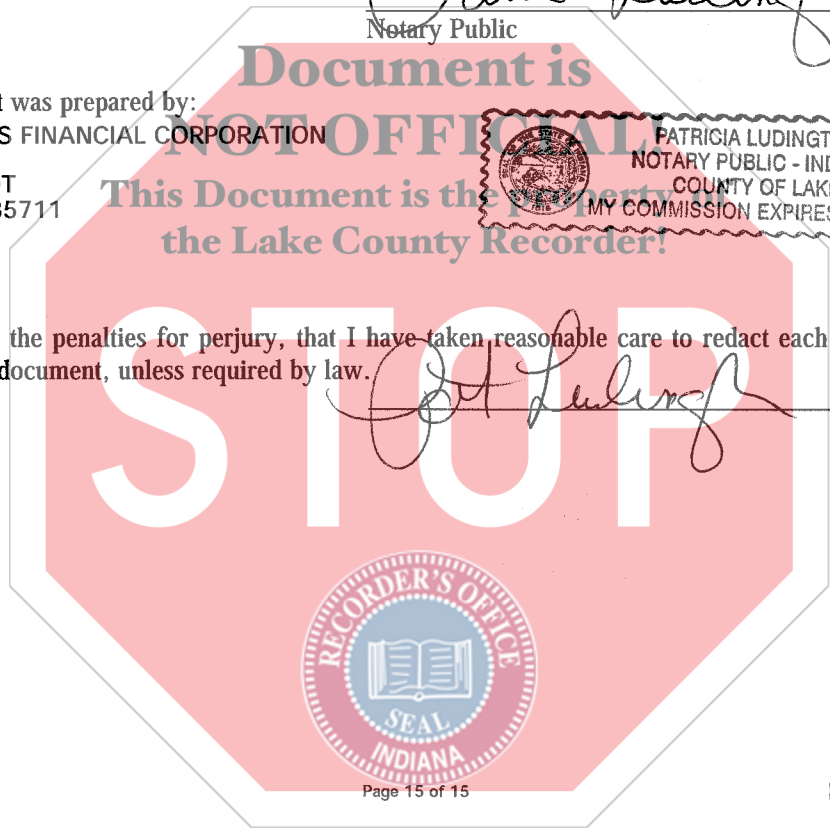 Notary Public
Document is
t was prepared by:
S FINANCIAL CORPORATION
NOT OFFICIAL!
PATRICIA LUDINGT
NOTARY PUBLIC - IND
OT
COUNTY OF LAKE
This Document is the property of
35711
MY COMMISSION EXPIRES
the Lake County Recorder!
the penalties for perjury, that I have taken reasonable care to redact each
document, unless required by law.
STOP
RECORDER'S OFFICE
SEAL
INDIANA
Page 15 of 15